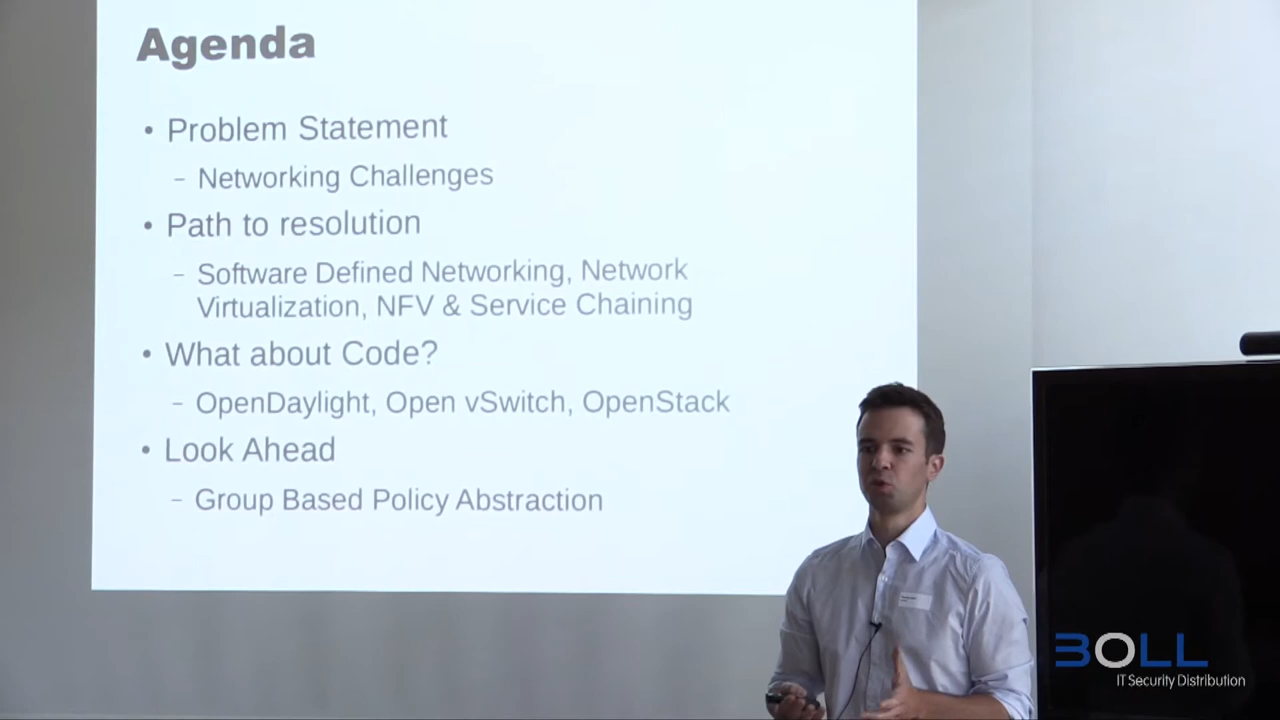 Agenda
• Problem Statement
– Networking Challenges
• Path to resolution
– Software Defined Networking, Network
Virtualization, NFV & Service Chaining
• What about Code?
– OpenDaylight, Open vSwitch, OpenStack
• Look Ahead
– Group Based Policy Abstraction
BOLL
IT Security Distribution